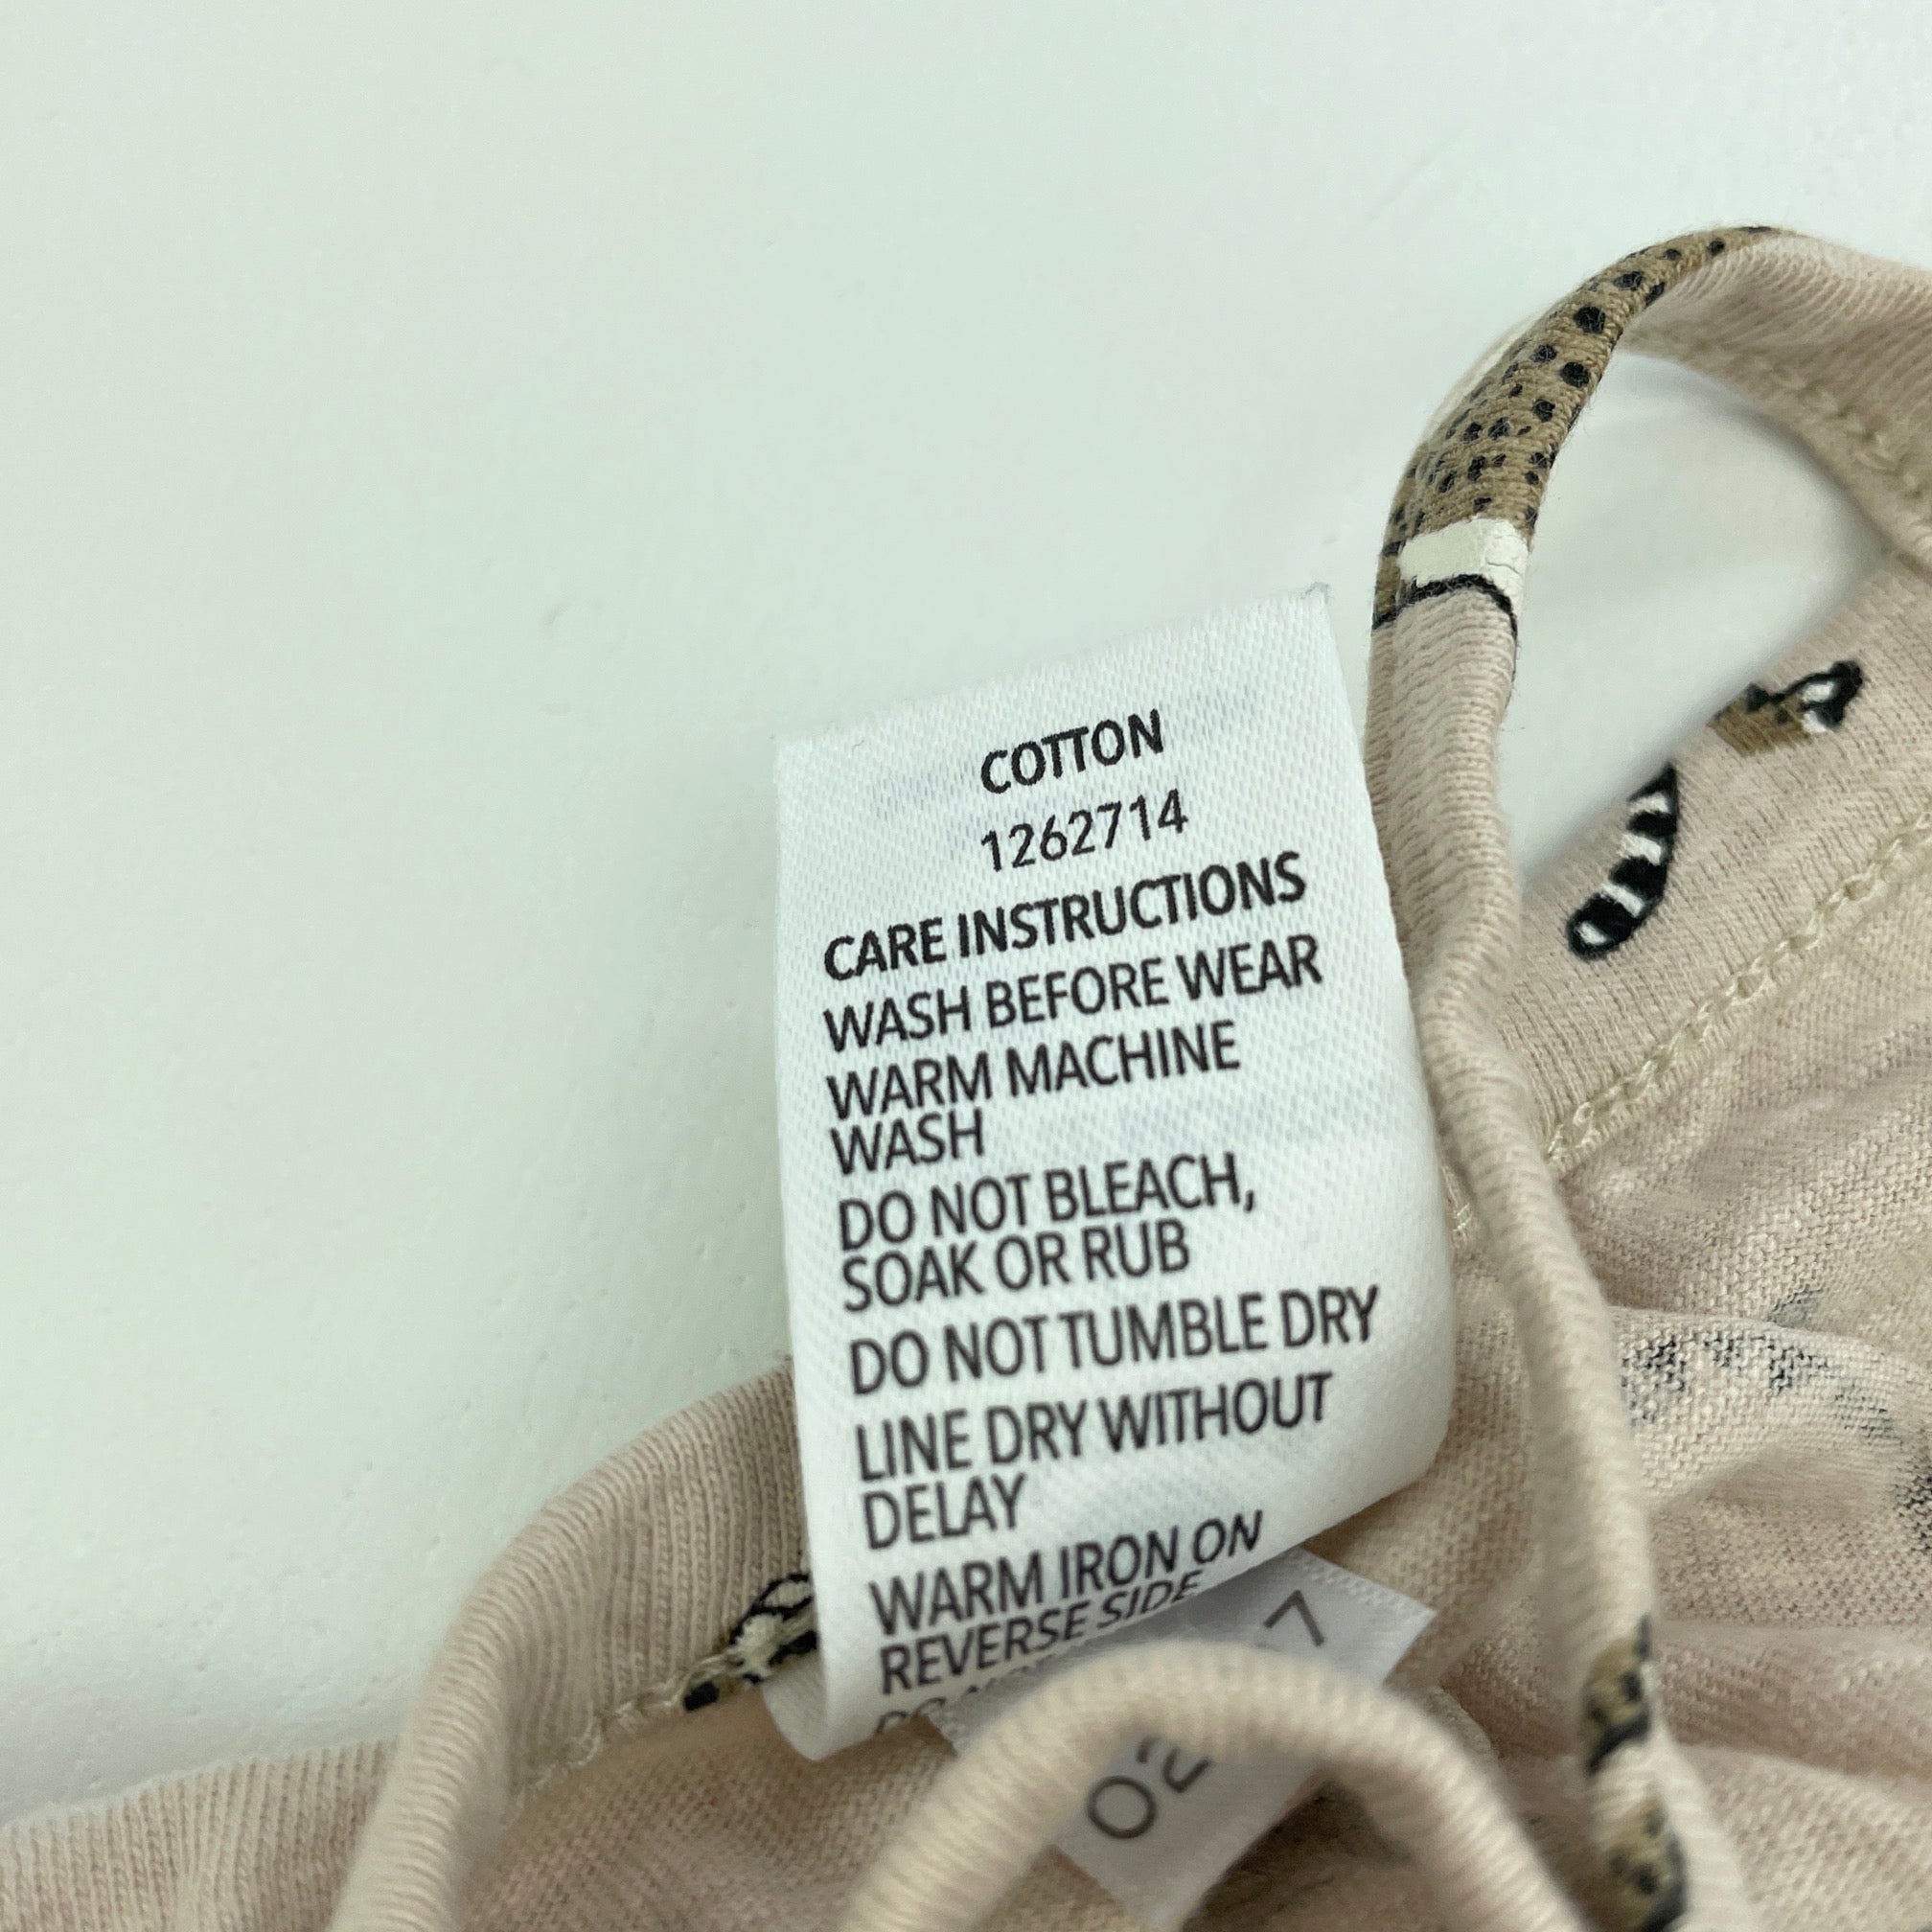 COTTON
1262714
CARE INSTRUCTIONS
WASH BEFORE WEAR
WARM MACHINE
WASH
DO NOT BLEACH,
SOAK OR RUB
DO NOT TUMBLE DRY
LINE DRY WITHOUT
DELAY
WARM IRON ON
REVERSE SIDE